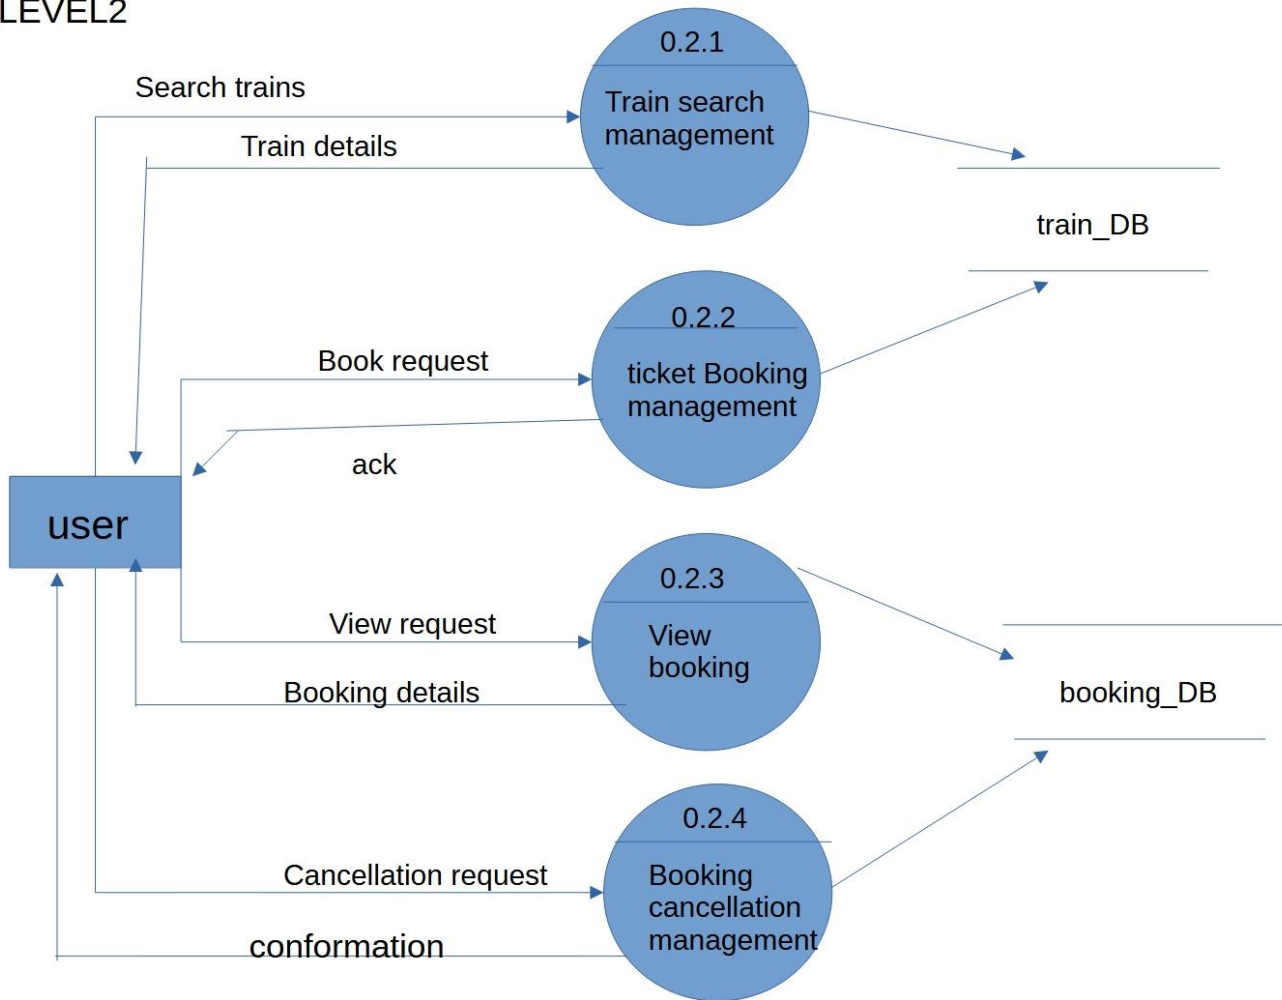 LEVEL2
0.2.1
Search trains
Train search
management
Train details
train_DB
0.2.2
Book request
ticket Booking
management
ack
user
0.2.3
View request
View
booking
Booking details
booking_DB
0.2.4
Cancellation request
Booking
cancellation
management
conformation